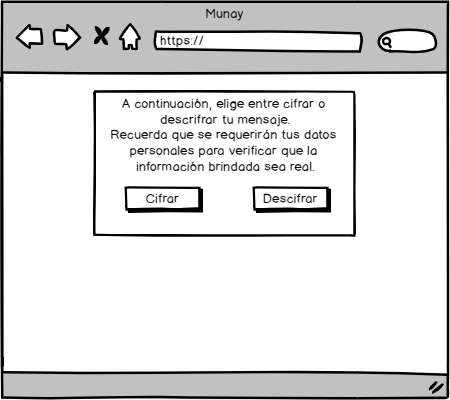 Munay
https://
A continuación, elige entre cifrar o
descrifrar tu mensaje.
Recuerda que se requerirán tus datos
personales para verificar que la
información brindada sea real.
Cifrar
Descifrar